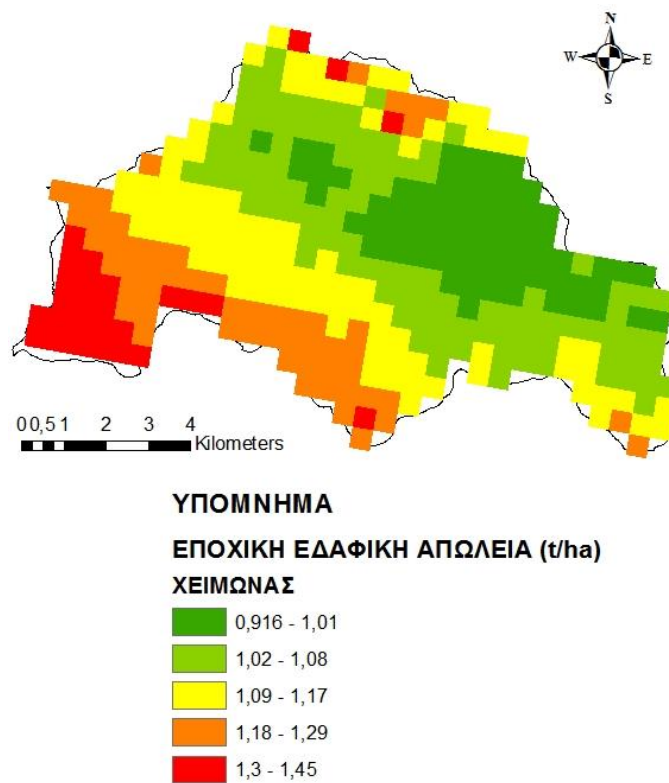 N
W E
S
0 0,5 1 2 3 4
Kilometers
ΥΠΟΜΝΗΜΑ
ΕΠΟΧΙΚΗ ΕΔΑΦΙΚΗ ΑΠΩΛΕΙΑ (t/ha)
ΧΕΙΜΩΝΑΣ
0,916 - 1,01
1,02 - 1,08
1,09 - 1,17
1,18 - 1,29
1,3 - 1,45